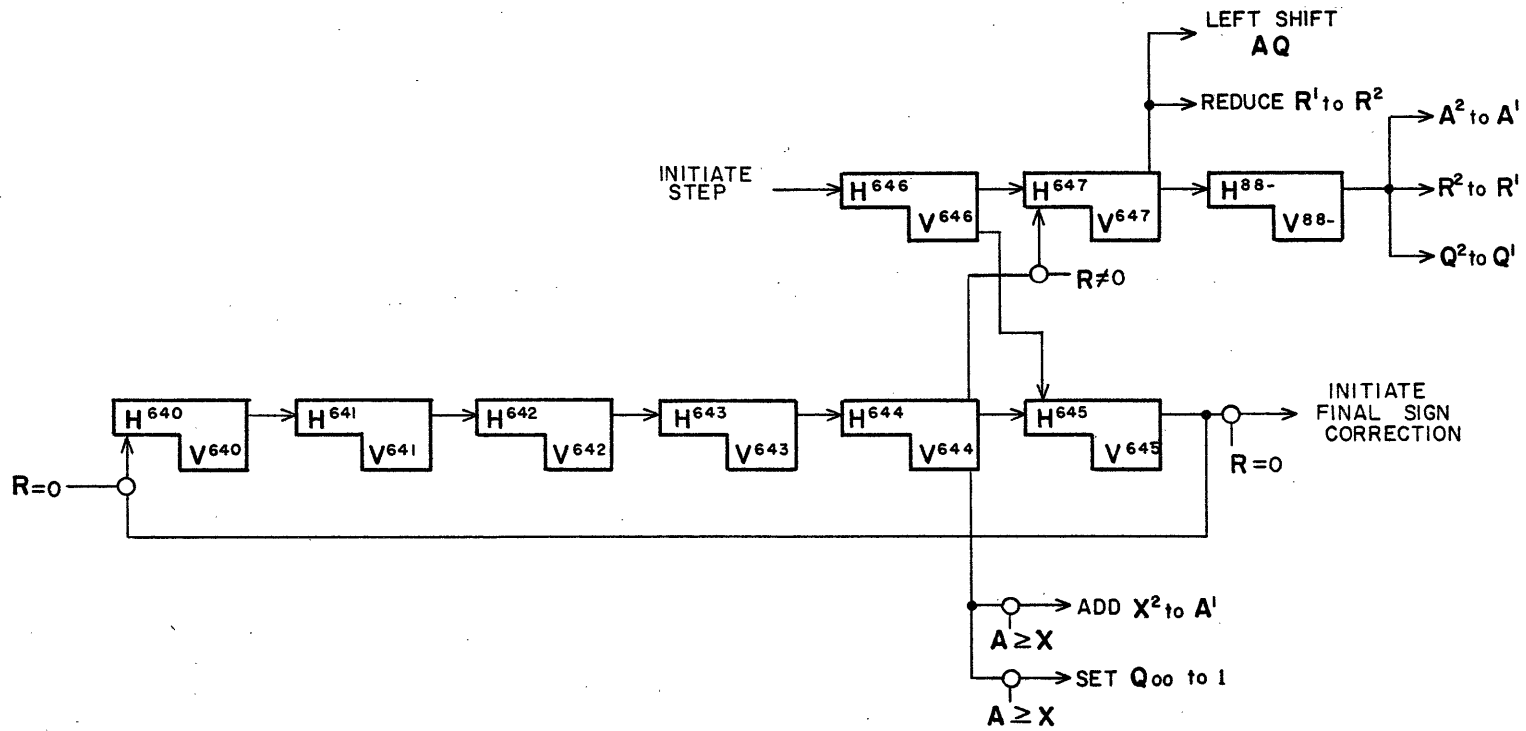 LEFT SHIFT
AQ
REDUCE R¹ to R²
A² to A¹
INITIATE
STEP
H⁶⁴⁶
V⁶⁴⁶
H⁶⁴⁷
V⁶⁴⁷
H⁸⁸⁻
V⁸⁸⁻
R² to R¹
Q² to Q¹
R≠0
H⁶⁴⁰
V⁶⁴⁰
H⁶⁴¹
V⁶⁴¹
H⁶⁴²
V⁶⁴²
H⁶⁴³
V⁶⁴³
H⁶⁴⁴
V⁶⁴⁴
H⁶⁴⁵
V⁶⁴⁵
INITIATE
FINAL SIGN
CORRECTION
R=0
R=0
ADD X² to A¹
A ≥ X
SET Q₀₀ to 1
A ≥ X